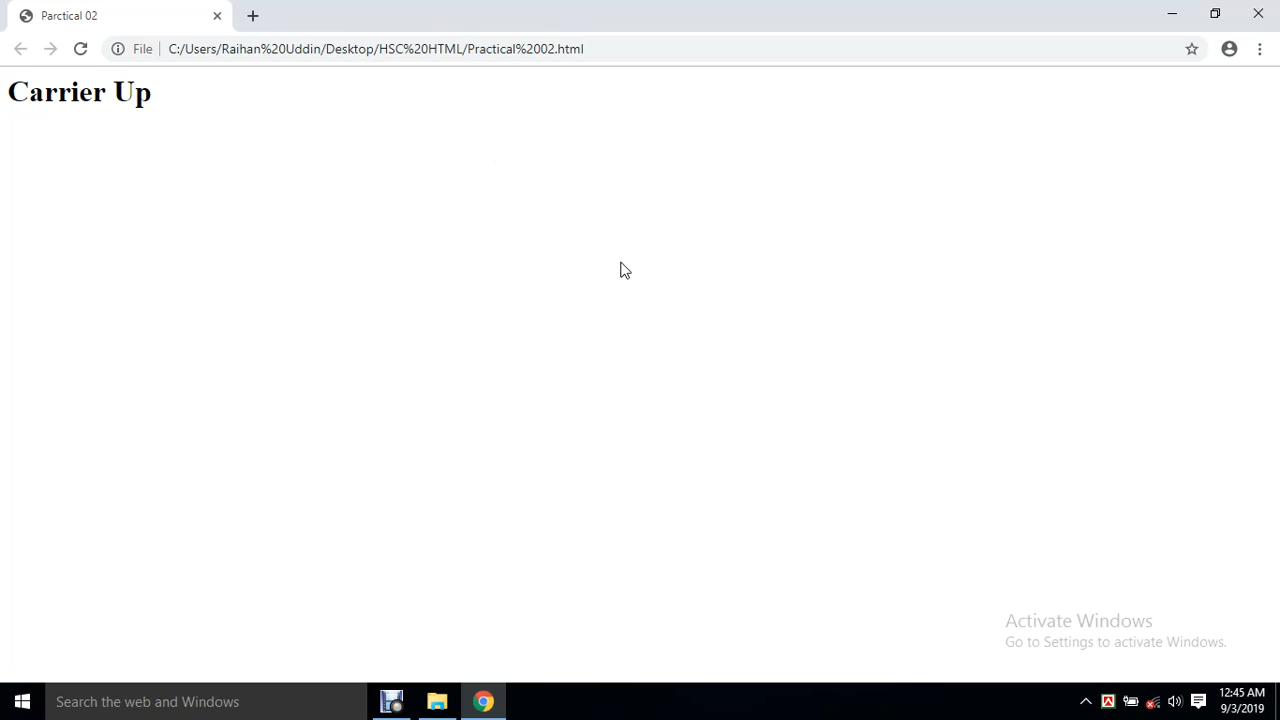 Parctical 02
File
C:/Users/Raihan%20Uddin/Desktop/HSC%20HTML/Practical%2002.html
Carrier Up
Activate Windows
Go to Settings to activate Windows.
Search the web and Windows
12:45 AM
9/3/2019